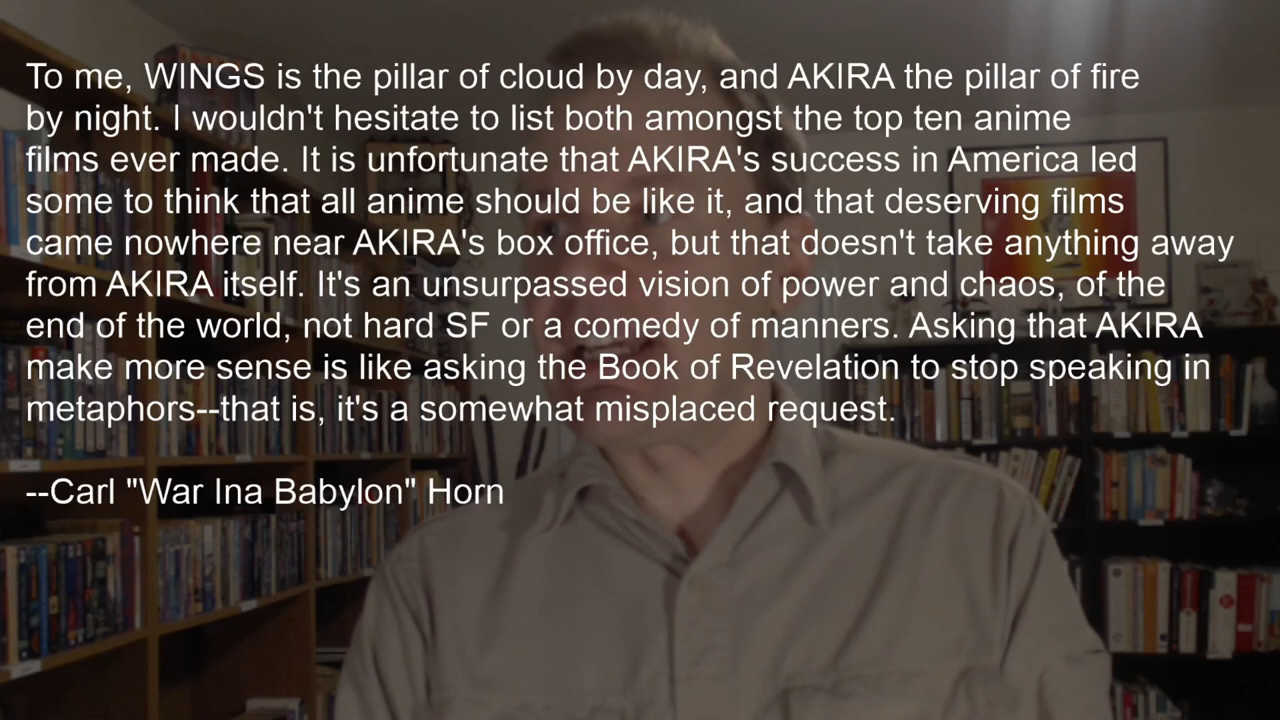 To me, WINGS is the pillar of cloud by day, and AKIRA the pillar of fire
by night. I wouldn't hesitate to list both amongst the top ten anime
films ever made. It is unfortunate that AKIRA's success in America led
some to think that all anime should be like it, and that deserving films
came nowhere near AKIRA's box office, but that doesn't take anything away
from AKIRA itself. It's an unsurpassed vision of power and chaos, of the
end of the world, not hard SF or a comedy of manners. Asking that AKIRA
make more sense is like asking the Book of Revelation to stop speaking in
metaphors--that is, it's a somewhat misplaced request.
--Carl "War Ina Babylon" Horn